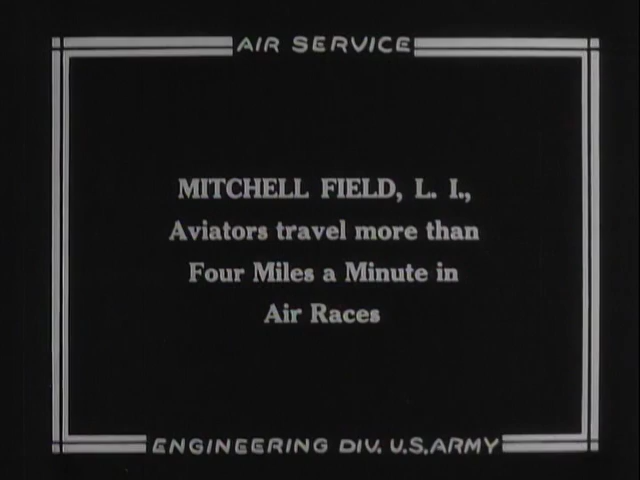 AIR SERVICE
MITCHELL FIELD, L. I.,
Aviators travel more than
Four Miles a Minute in
Air Races
ENGINEERING DIV. U.S.ARMY